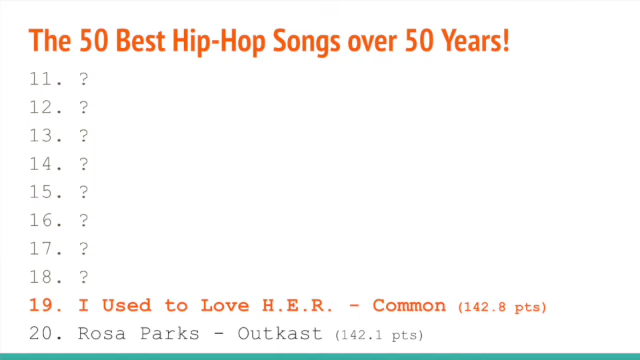 The 50 Best Hip-Hop Songs over 50 Years!
11. ?
12. ?
13. ?
14. ?
15. ?
16. ?
17. ?
18. ?
19. I Used to Love H.E.R. – Common (142.8 pts)
20. Rosa Parks – Outkast (142.1 pts)